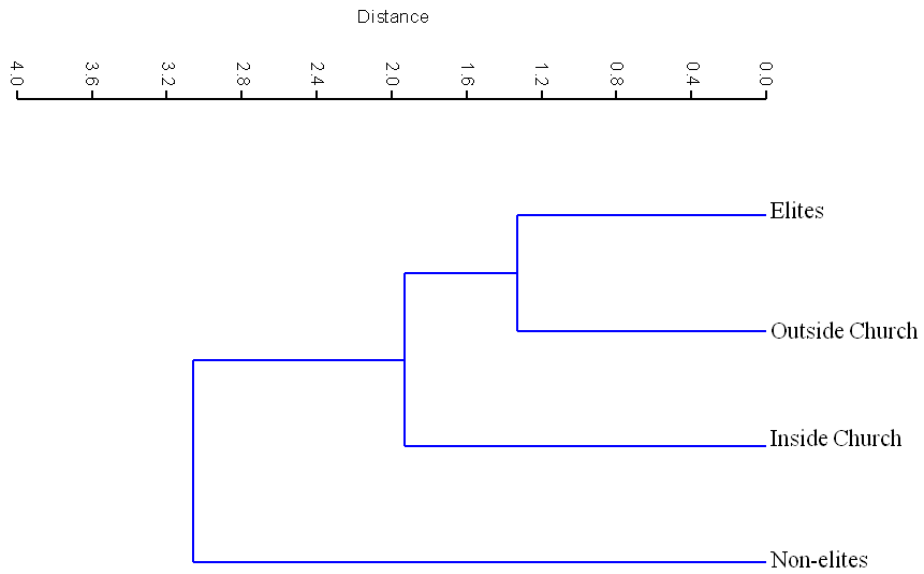 Distance
4.0 3.6 3.2 2.8 2.4 2.0 1.6 1.2 0.8 0.4 0.0
Elites
Outside Church
Inside Church
Non-elites